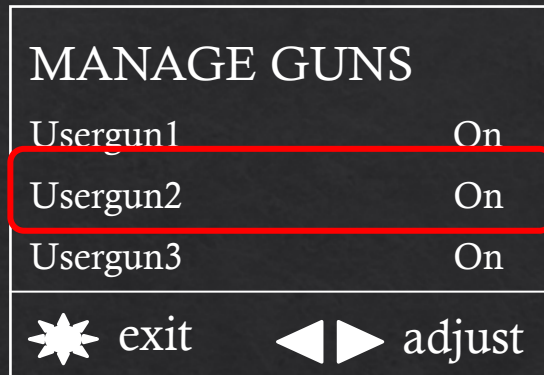 MANAGE GUNS
Usergun1 On
Usergun2 On
Usergun3 On
exit adjust